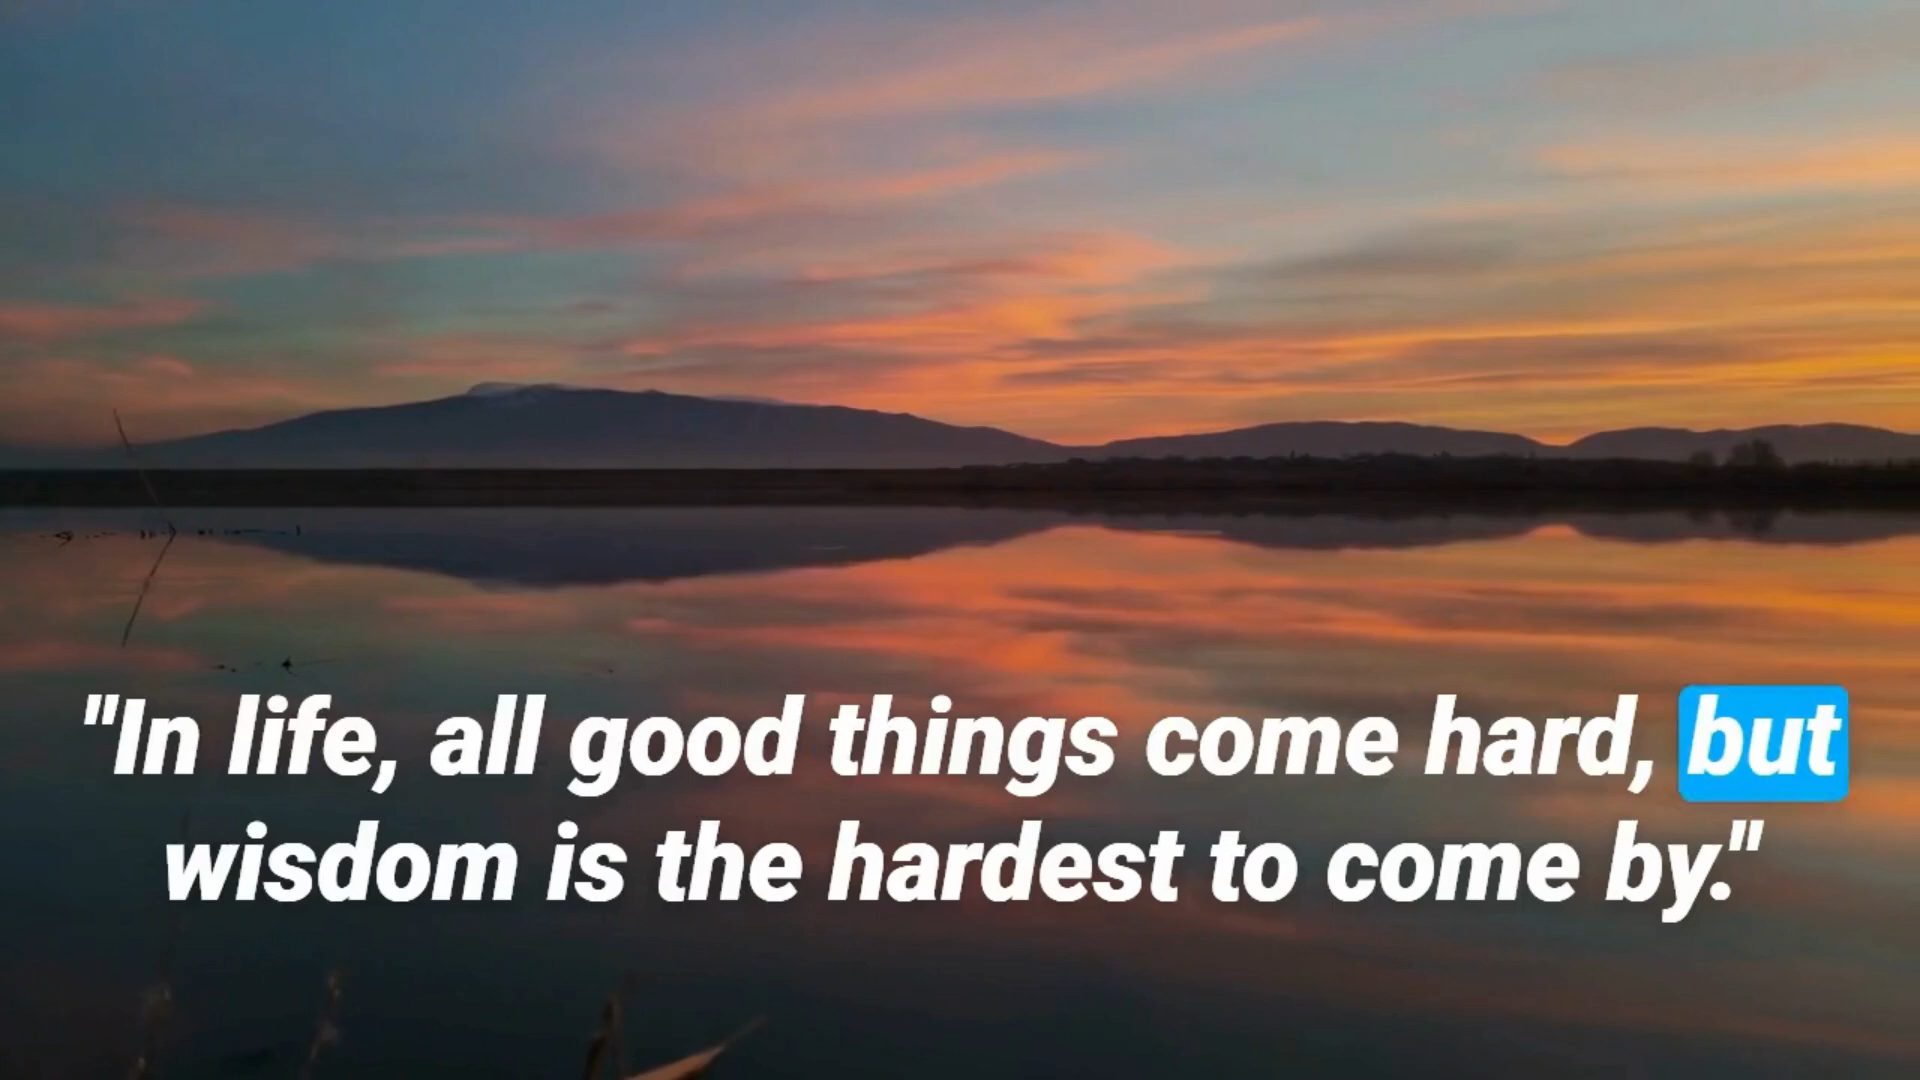 "In life, all good things come hard, but
wisdom is the hardest to come by."